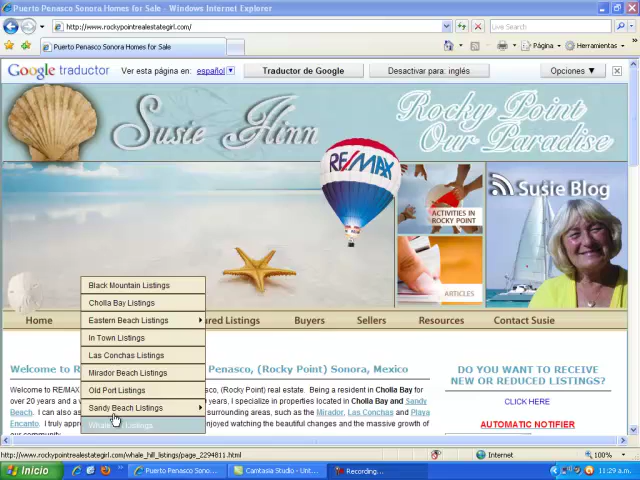 Puerto Penasco Sonora Homes for Sale - Windows Internet Explorer
http://www.rockypointrealestategirl.com/
Live Search
Puerto Penasco Sonora Homes for Sale
Página
Herramientas
Google traductor Ver esta página en: español Traductor de Google Desactivar para: inglés Opciones
Susie Hinn
Rocky Point
Our Paradise
RE/MAX
ACTIVITIES IN
ROCKY POINT
ARTICLES
Susie Blog
Black Mountain Listings
Cholla Bay Listings
Eastern Beach Listings
In Town Listings
Las Conchas Listings
Mirador Beach Listings
Old Port Listings
Sandy Beach Listings
Home ured Listings Buyers Sellers Resources Contact Susie
Welcome to R Penasco, (Rocky Point) Sonora, Mexico
Welcome to RE/MAX , (Rocky Point) real estate. Being a resident in Cholla Bay for
over 20 years and a v d, I specialize in properties located in Cholla Bay and Sandy
Beach. I can also as surrounding areas, such as the Mirador, Las Conchas and Playa
Encanto. I truly apprec enjoyed watching the beautiful changes and the massive growth of
our community.
DO YOU WANT TO RECEIVE
NEW OR REDUCED LISTINGS?
CLICK HERE
AUTOMATIC NOTIFIER
http://www.rockypointrealestategirl.com/whale_hill_listings/page_2294811.html
Internet
100%
Inicio
Puerto Penasco Sono...
Camtasia Studio - Unt...
Recording...
11:29 a.m.